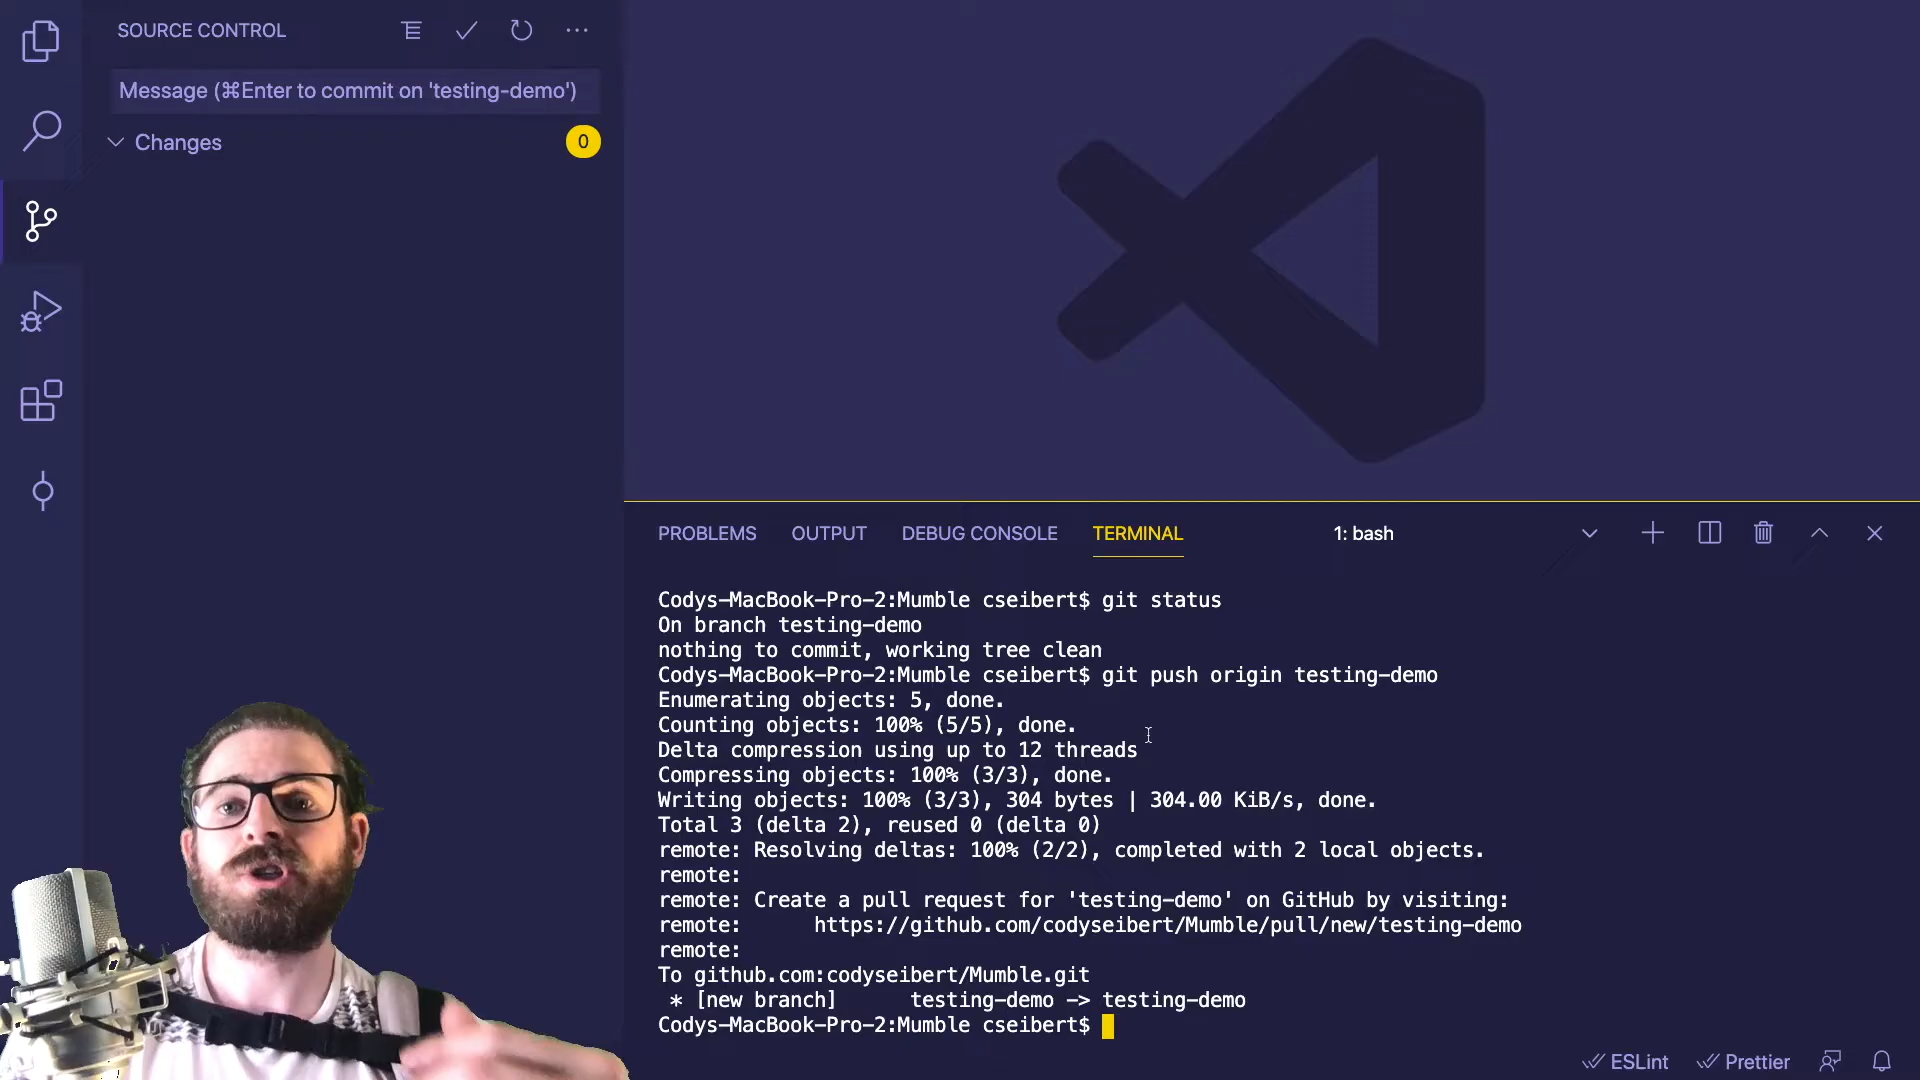 SOURCE CONTROL
Message (⌘Enter to commit on 'testing-demo')
Changes
0
PROBLEMS OUTPUT DEBUG CONSOLE TERMINAL 1: bash
Codys-MacBook-Pro-2:Mumble cseibert$ git status
On branch testing-demo
nothing to commit, working tree clean
Codys-MacBook-Pro-2:Mumble cseibert$ git push origin testing-demo
Enumerating objects: 5, done.
Counting objects: 100% (5/5), done.
Delta compression using up to 12 threads
Compressing objects: 100% (3/3), done.
Writing objects: 100% (3/3), 304 bytes | 304.00 KiB/s, done.
Total 3 (delta 2), reused 0 (delta 0)
remote: Resolving deltas: 100% (2/2), completed with 2 local objects.
remote:
remote: Create a pull request for 'testing-demo' on GitHub by visiting:
remote:      https://github.com/codyseibert/Mumble/pull/new/testing-demo
remote:
To github.com:codyseibert/Mumble.git
 * [new branch]      testing-demo -> testing-demo
Codys-MacBook-Pro-2:Mumble cseibert$
ESLint Prettier